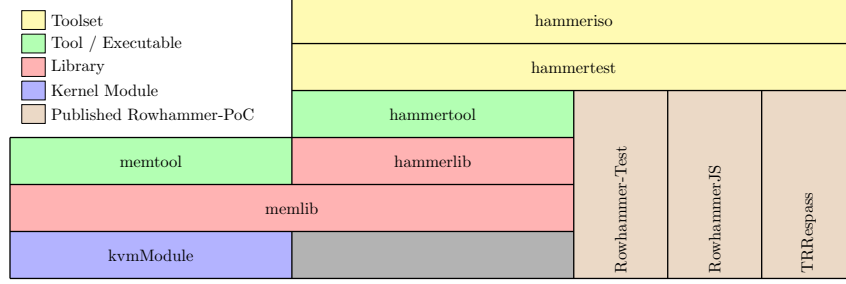 Toolset
Tool / Executable
Library
Kernel Module
Published Rowhammer-PoC
hammeriso
hammertest
hammertool
memtool
hammerlib
memlib
kvmModule
Rowhammer-Test
RowhammerJS
TRRespass